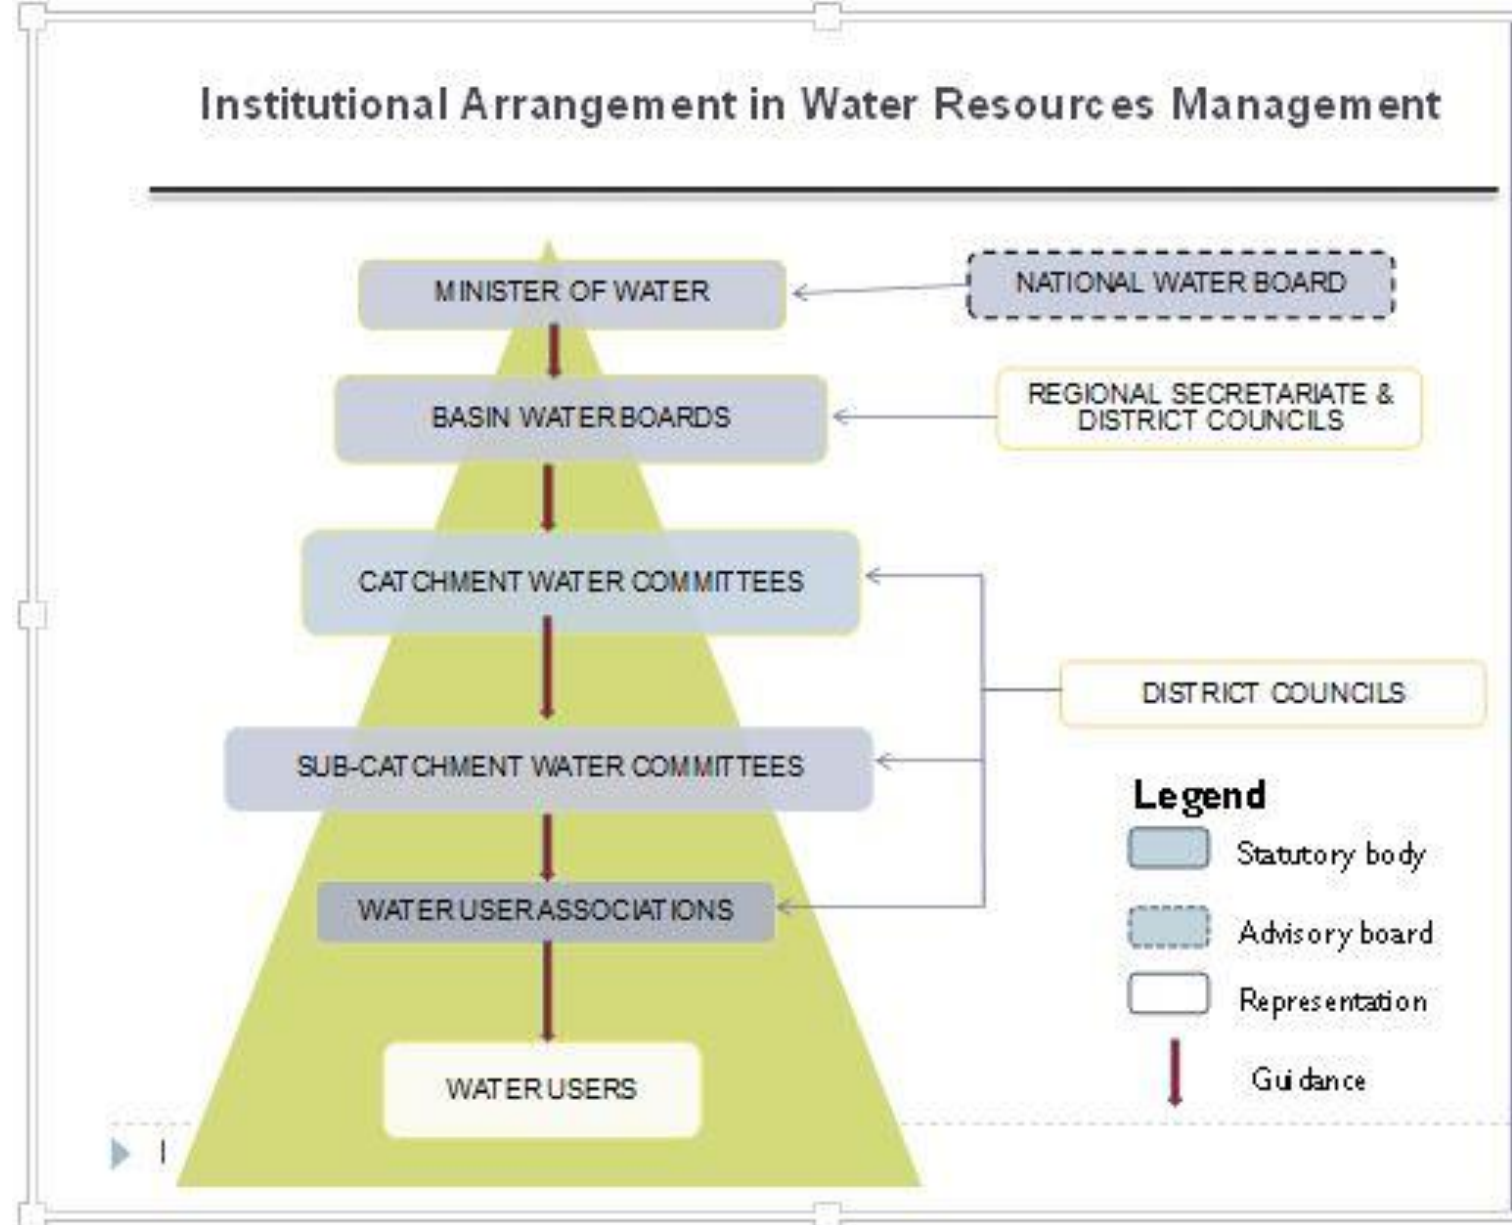 Institutional Arrangement in Water Resources Management
MINISTER OF WATER
NATIONAL WATER BOARD
BASIN WATER BOARDS
REGIONAL SECRETARIATE &
DISTRICT COUNCILS
CATCHMENT WATER COMMITTEES
DISTRICT COUNCILS
SUB-CATCHMENT WATER COMMITTEES
WATER USER ASSOCIATIONS
WATER USERS
Legend
Statutory body
Advisory board
Representation
Guidance
1